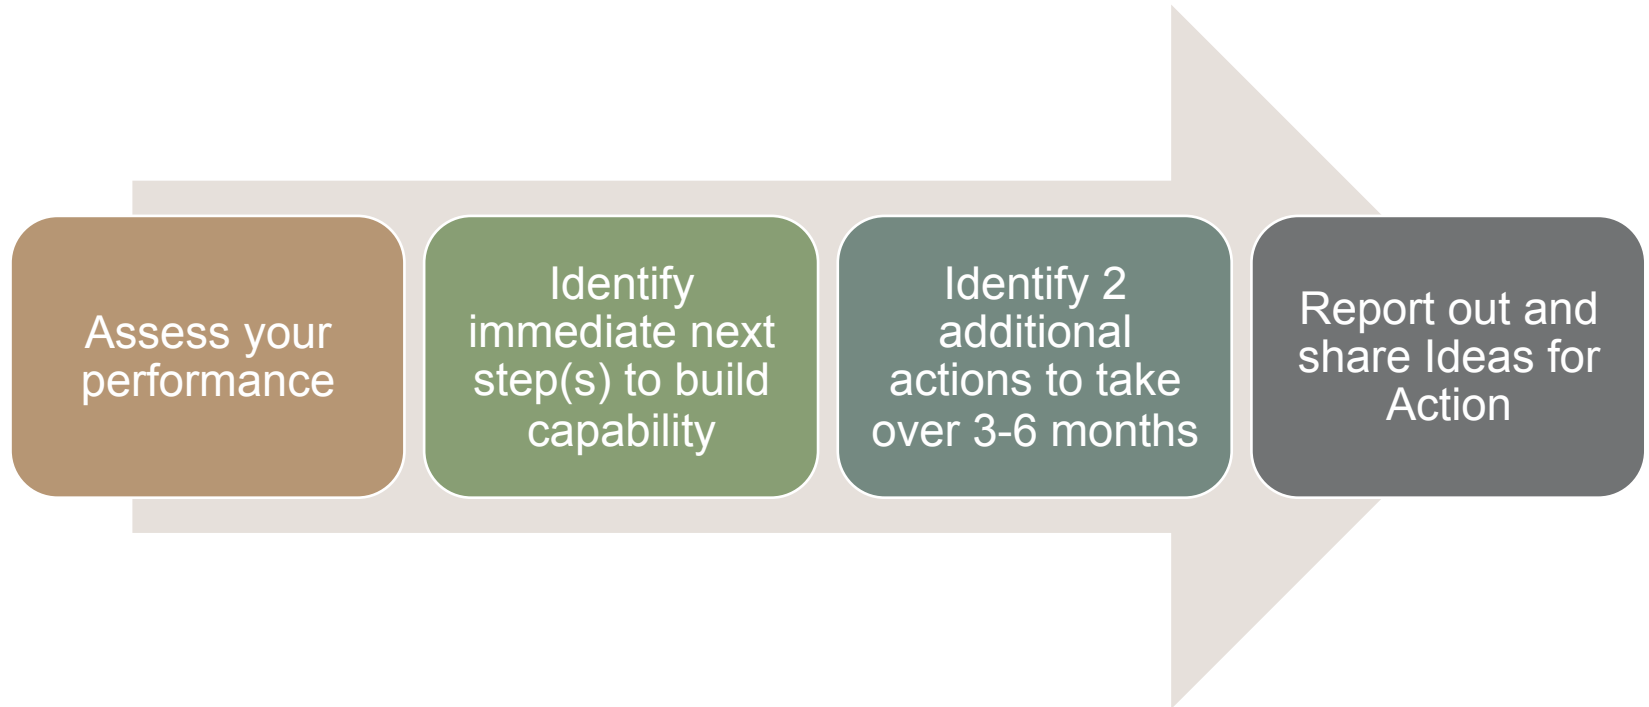 Assess your
performance
Identify
immediate next
step(s) to build
capability
Identify 2
additional
actions to take
over 3-6 months
Report out and
share Ideas for
Action